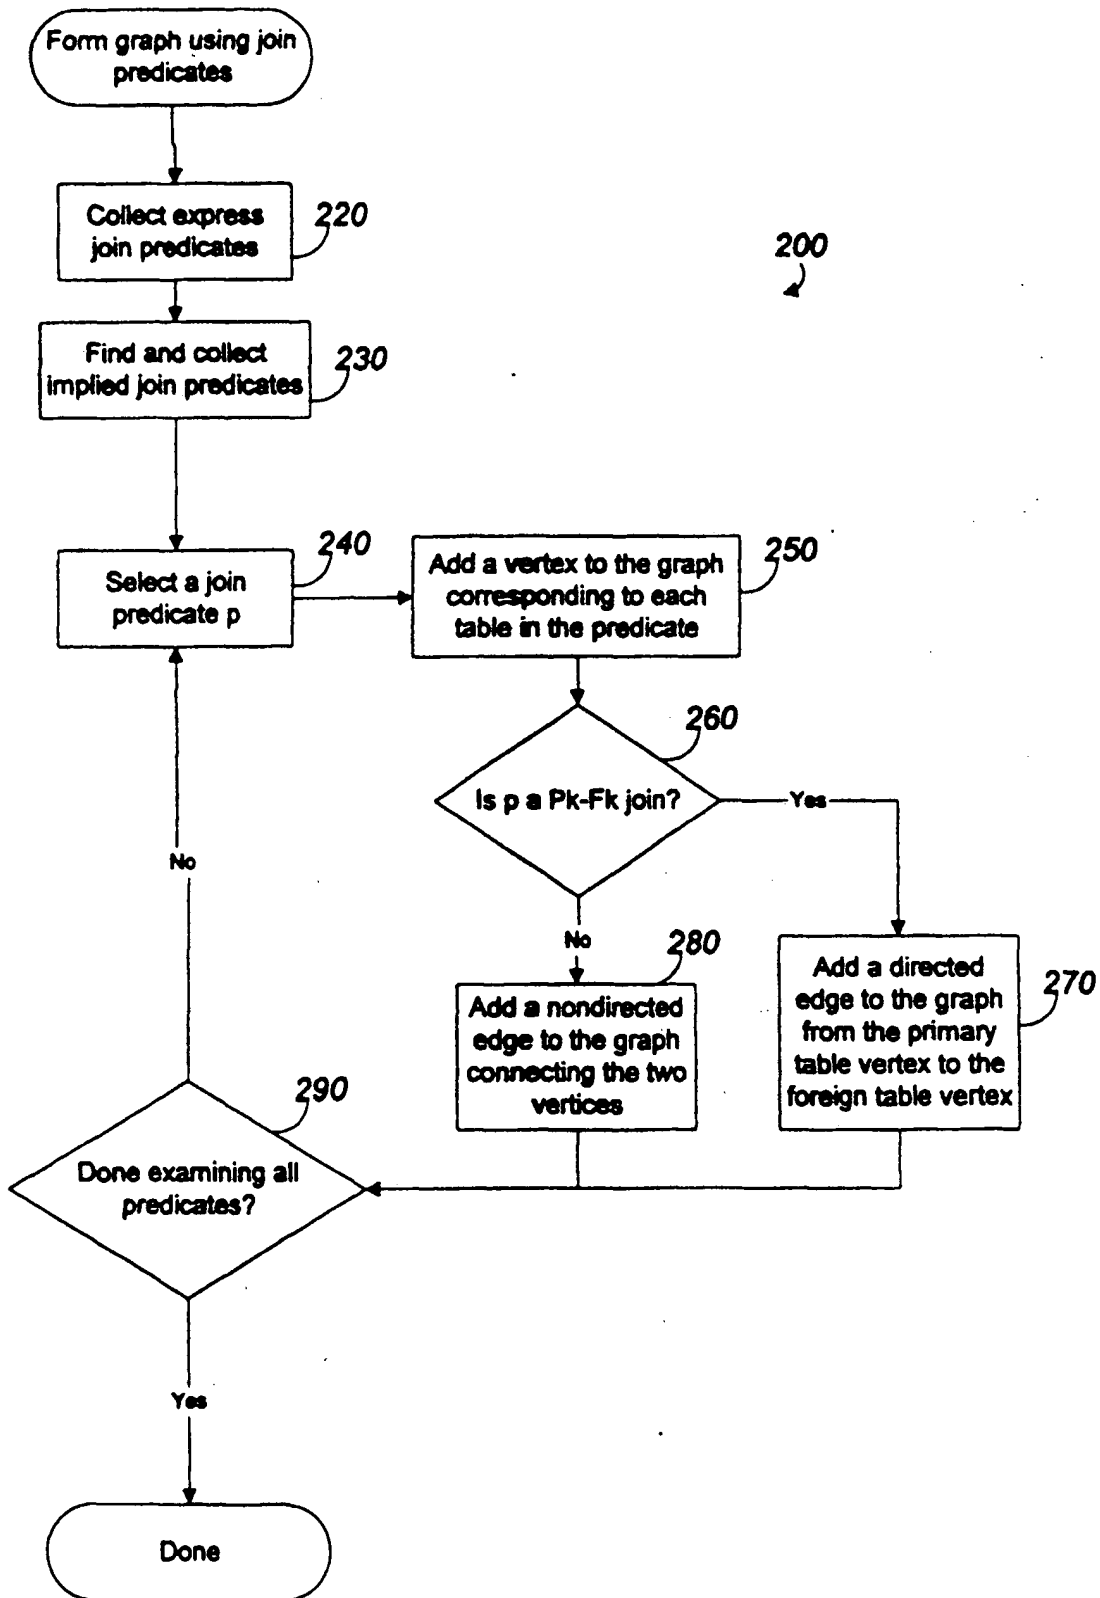 Form graph using join
predicates
Collect express
join predicates
220
200
Find and collect
implied join predicates
230
Select a join
predicate p
240
Add a vertex to the graph
corresponding to each
table in the predicate
250
Is p a Pk-Fk join?
260
Yes
No
No
Add a nondirected
edge to the graph
connecting the two
vertices
280
Add a directed
edge to the graph
from the primary
table vertex to the
foreign table vertex
270
Done examining all
predicates?
290
Yes
Done